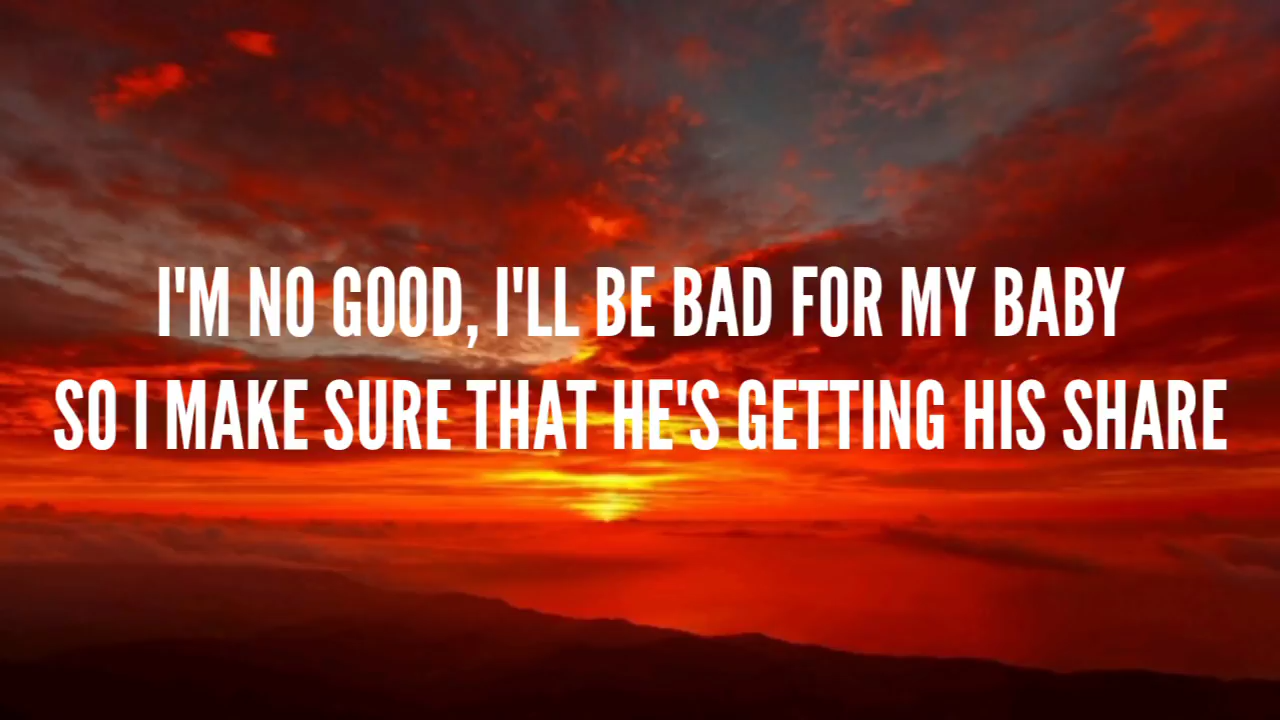 I'M NO GOOD, I'LL BE BAD FOR MY BABY
SO I MAKE SURE THAT HE'S GETTING HIS SHARE